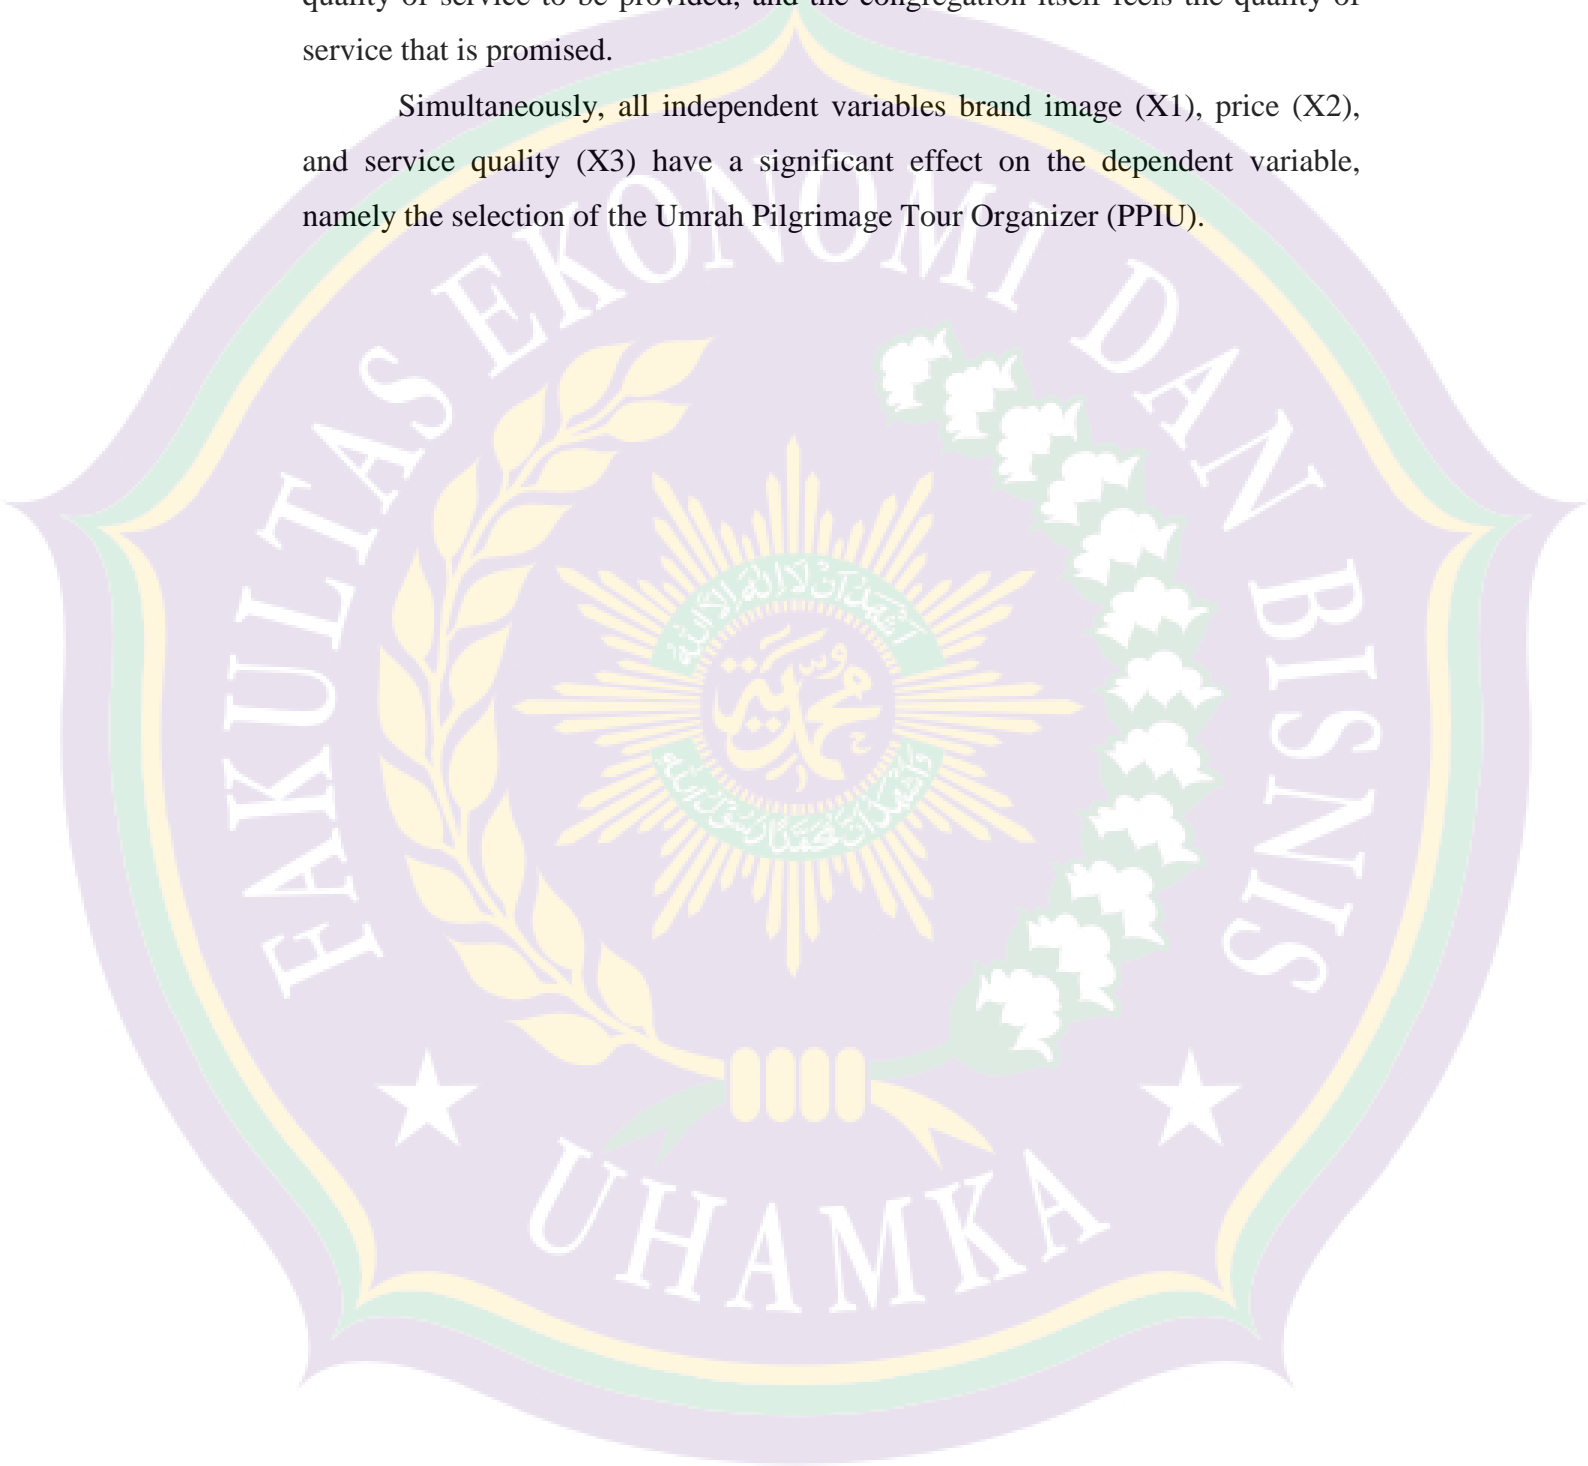 quality of service to be provided, and the congregation itself feels the quality of
service that is promised.
Simultaneously, all independent variables brand image (X1), price (X2),
and service quality (X3) have a significant effect on the dependent variable,
namely the selection of the Umrah Pilgrimage Tour Organizer (PPIU).
FAKULTAS EKONOMI DAN BISNIS
محمدية
UHAMKA